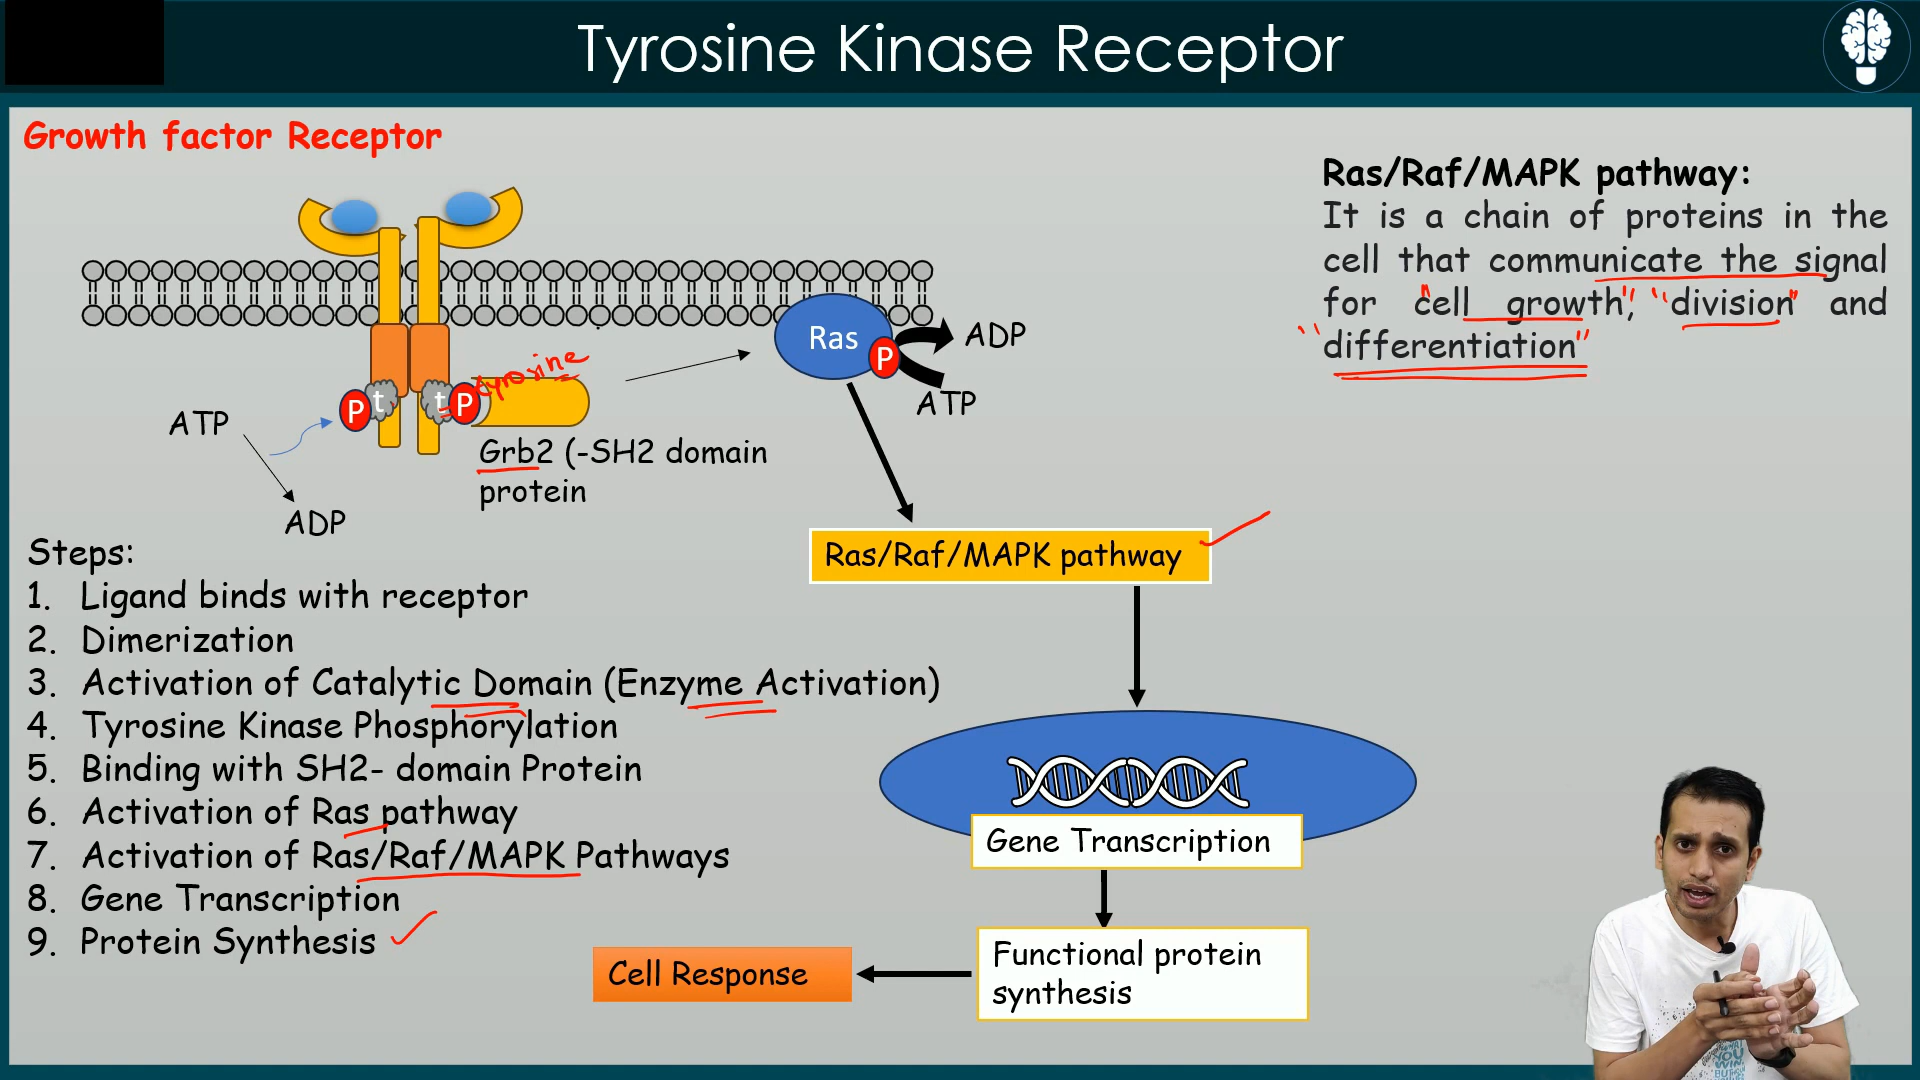 Tyrosine Kinase Receptor
Growth factor Receptor
Ras/Raf/MAPK pathway:
It is a chain of proteins in the
cell that communicate the signal
for "cell growth", "division" and
"differentiation"
Ras
P
ADP
ATP
tyrosine
P
t
t
P
ATP
ADP
Grb2 (-SH2 domain
protein
Ras/Raf/MAPK pathway
Steps:
1. Ligand binds with receptor
2. Dimerization
3. Activation of Catalytic Domain (Enzyme Activation)
4. Tyrosine Kinase Phosphorylation
5. Binding with SH2- domain Protein
6. Activation of Ras pathway
7. Activation of Ras/Raf/MAPK Pathways
8. Gene Transcription
9. Protein Synthesis
Gene Transcription
Functional protein
synthesis
Cell Response
YOU
WIN